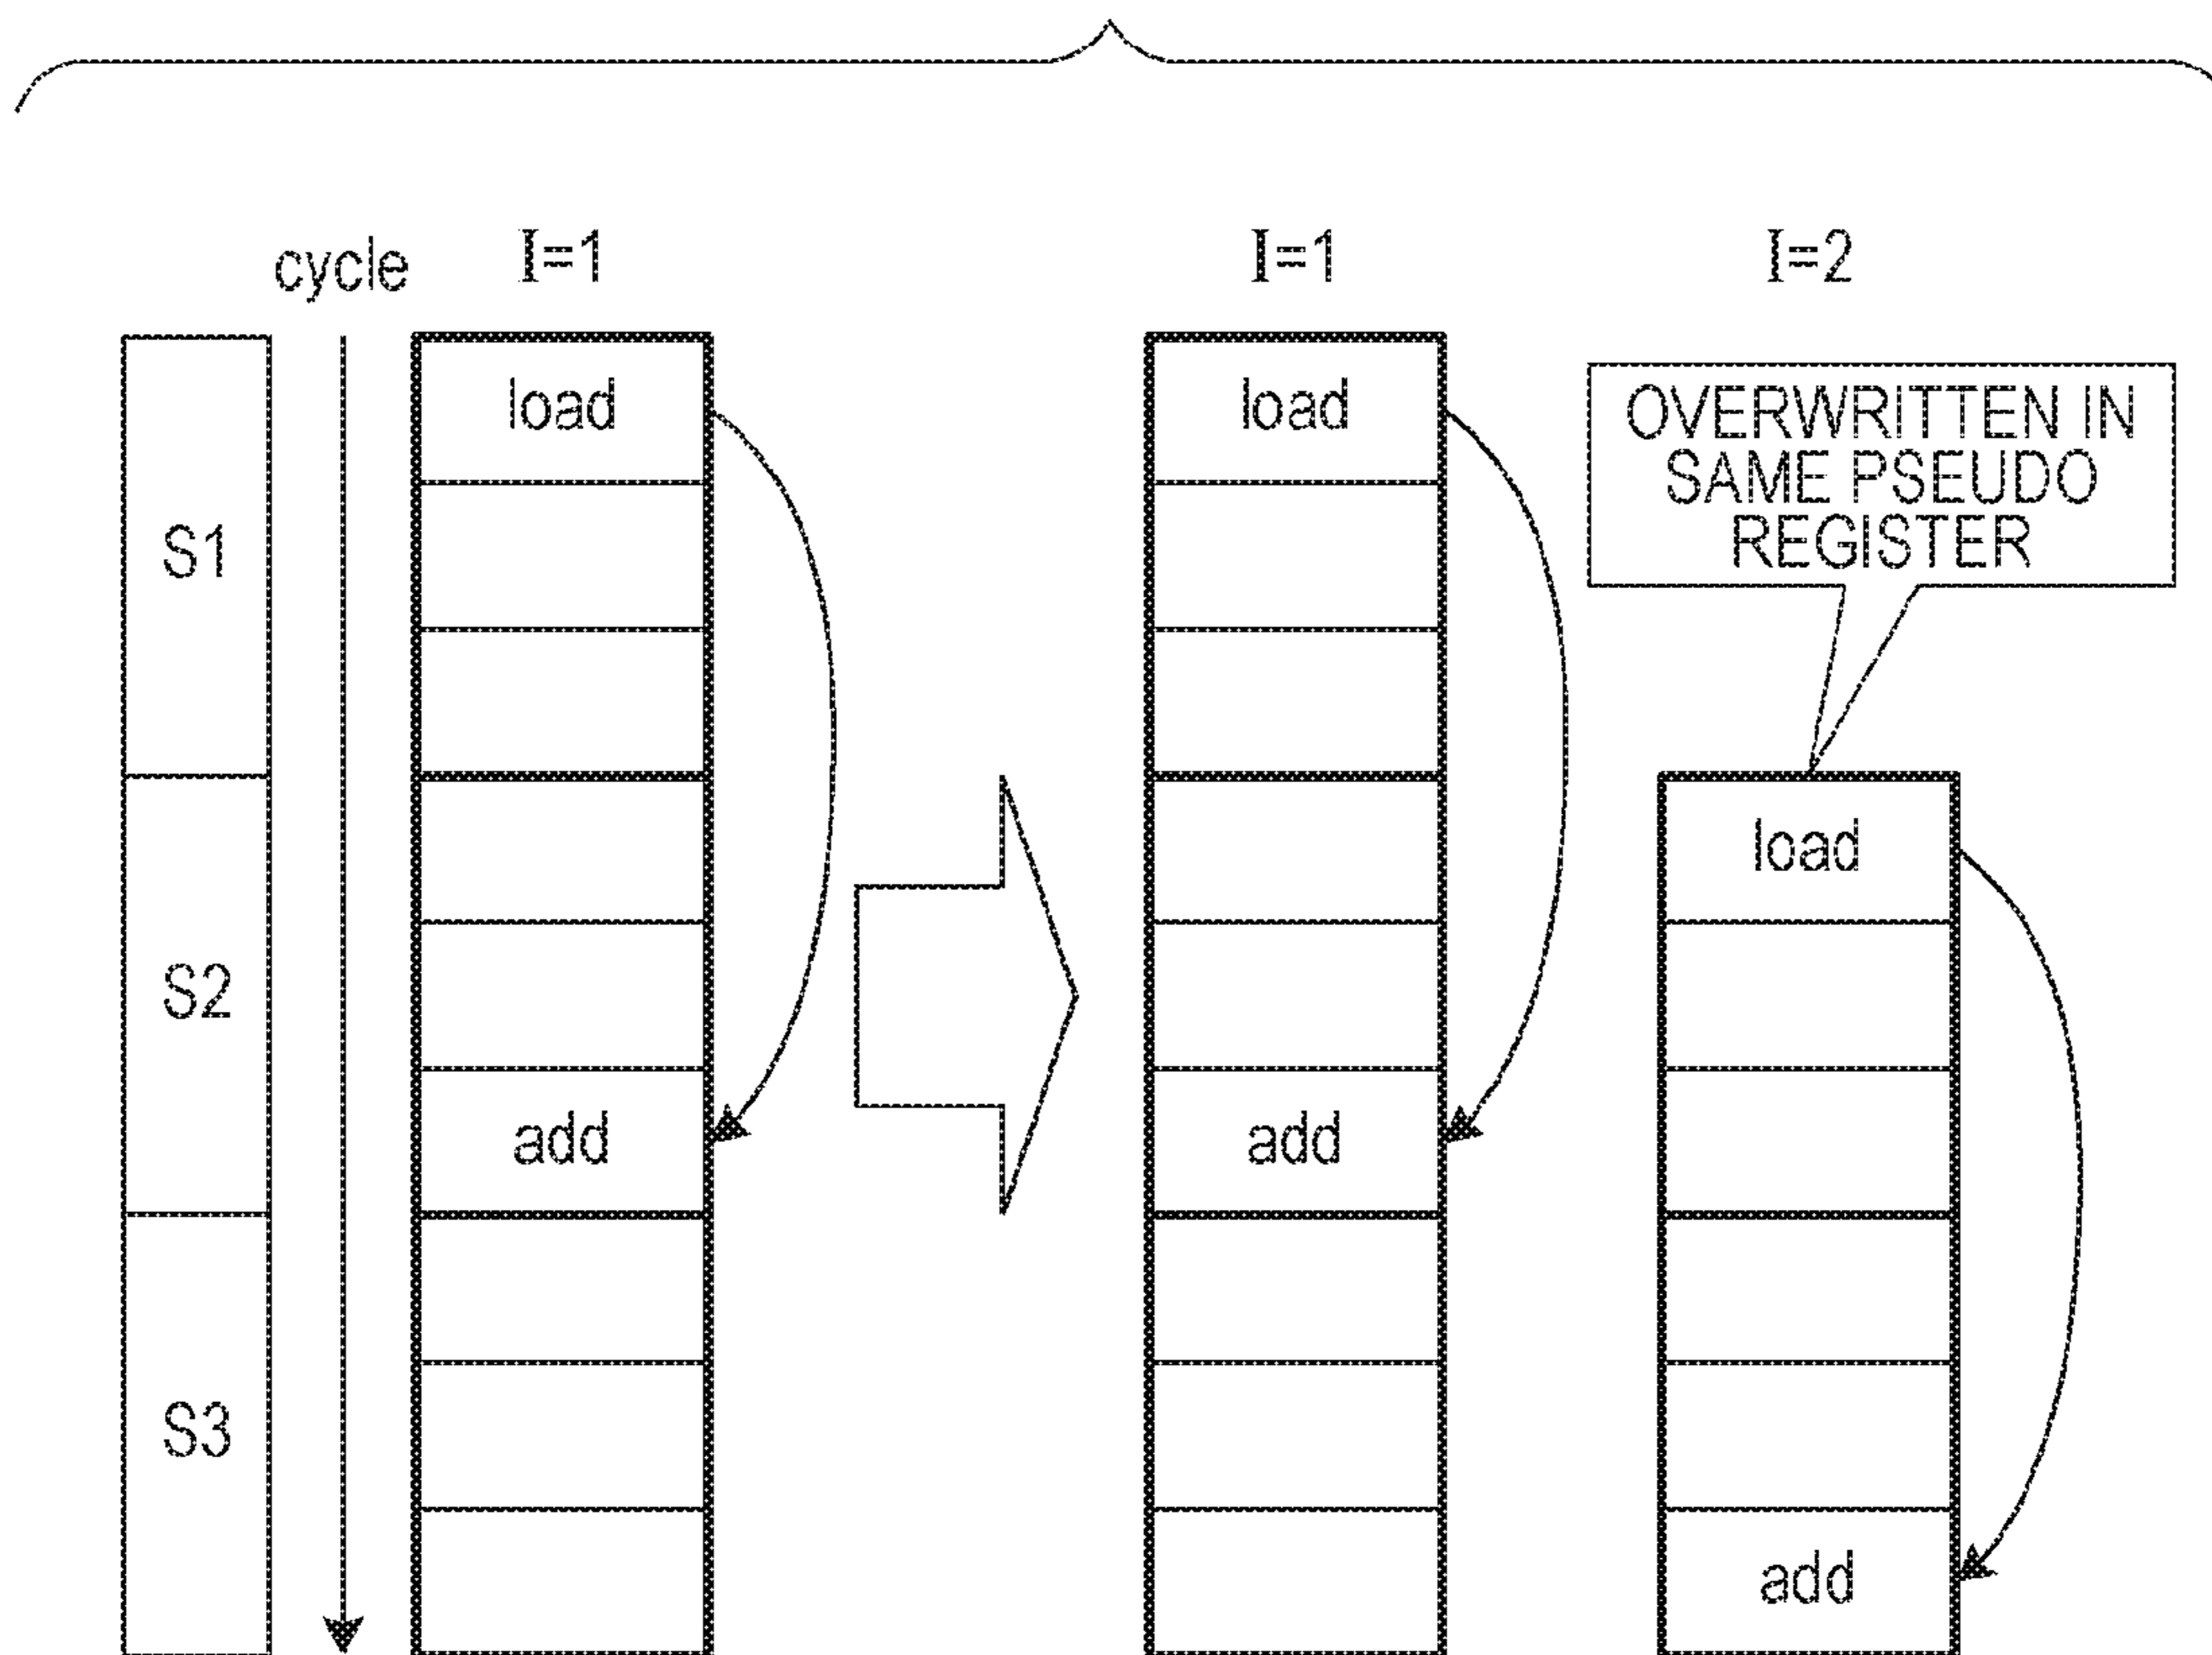 cycle
I=1
I=1
I=2
S1
load
load
OVERWRITTEN IN
SAME PSEUDO
REGISTER
S2
load
add
add
S3
add